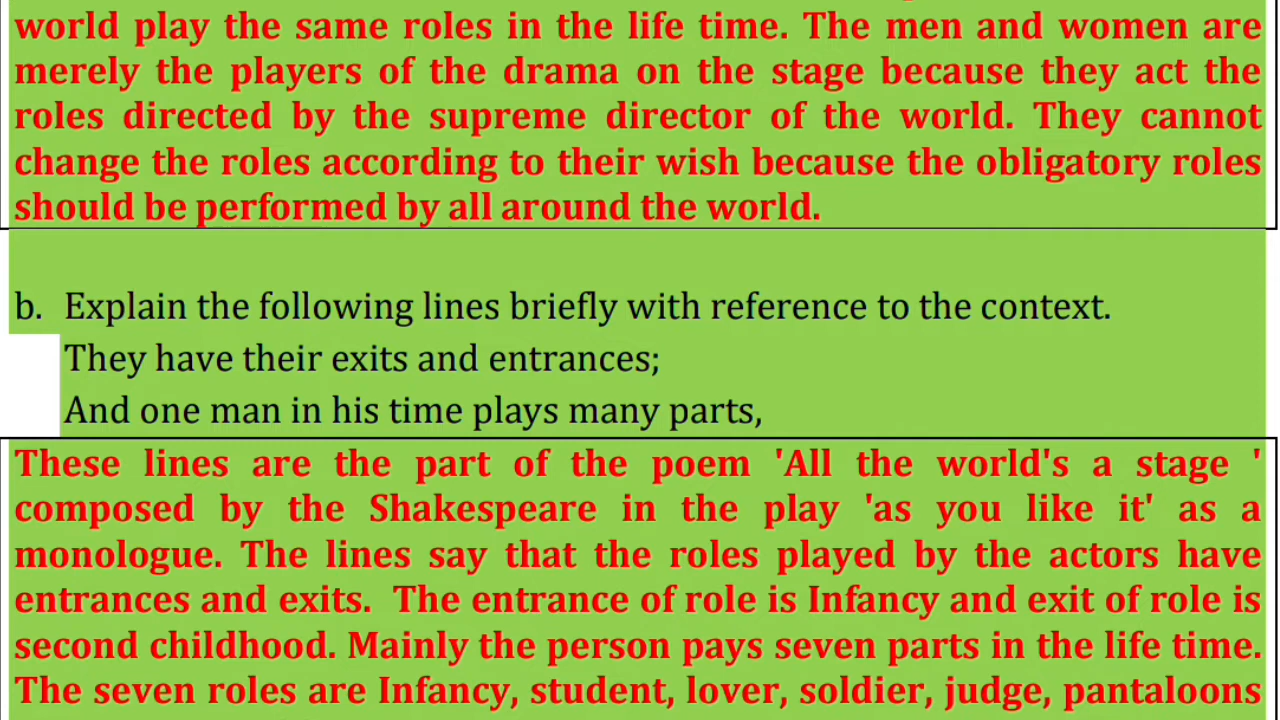 world play the same roles in the life time. The men and women are
merely the players of the drama on the stage because they act the
roles directed by the supreme director of the world. They cannot
change the roles according to their wish because the obligatory roles
should be performed by all around the world.
b. Explain the following lines briefly with reference to the context.
They have their exits and entrances;
And one man in his time plays many parts,
These lines are the part of the poem 'All the world's a stage '
composed by the Shakespeare in the play 'as you like it' as a
monologue. The lines say that the roles played by the actors have
entrances and exits. The entrance of role is Infancy and exit of role is
second childhood. Mainly the person pays seven parts in the life time.
The seven roles are Infancy, student, lover, soldier, judge, pantaloons